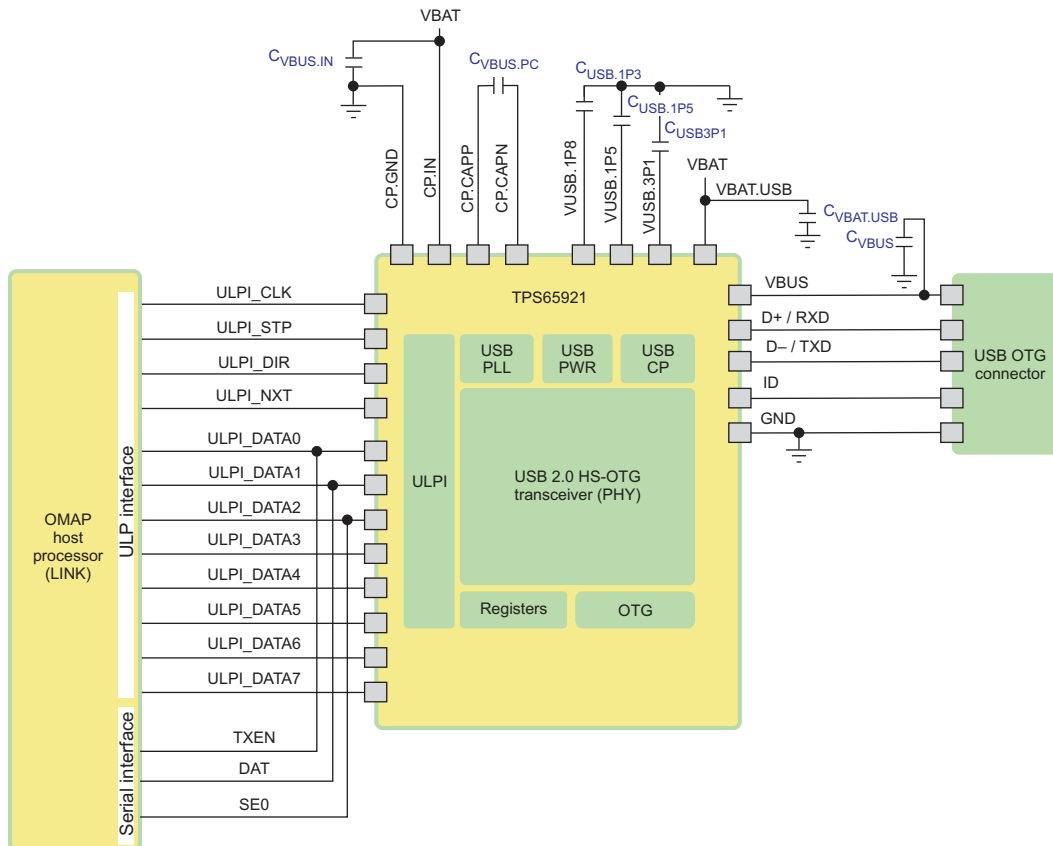 VBAT
CVBUS.IN
CVBUS.PC
CUSB.1P3
CUSB.1P5
CUSB3P1
CP.GND
CP.IN
CP.CAPP
CP.CAPN
VUSB.1P8
VUSB.1P5
VUSB.3P1
VBAT
VBAT.USB
CVBAT.USB
CVBUS
TPS65921
USB
PLL
USB
PWR
USB
CP
ULPI
USB 2.0 HS-OTG
transceiver (PHY)
Registers
OTG
VBUS
D+ / RXD
D– / TXD
ID
GND
USB OTG
connector
ULPI_CLK
ULPI_STP
ULPI_DIR
ULPI_NXT
ULPI_DATA0
ULPI_DATA1
ULPI_DATA2
ULPI_DATA3
ULPI_DATA4
ULPI_DATA5
ULPI_DATA6
ULPI_DATA7
TXEN
DAT
SE0
OMAP
host
processor
(LINK)
ULP interface
Serial interface